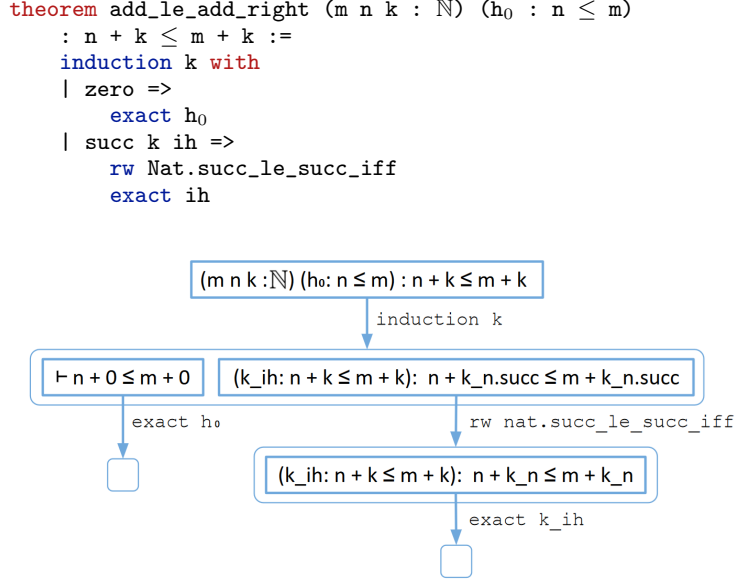 theorem add_le_add_right (m n k : ℕ) (h₀ : n ≤ m)
: n + k ≤ m + k :=
induction k with
| zero =>
exact h₀
| succ k ih =>
rw Nat.succ_le_succ_iff
exact ih
(m n k :ℕ) (h₀: n ≤ m) : n + k ≤ m + k
induction k
⊢ n + 0 ≤ m + 0
(k_ih: n + k ≤ m + k): n + k_n.succ ≤ m + k_n.succ
exact h₀
rw nat.succ_le_succ_iff
(k_ih: n + k ≤ m + k): n + k_n ≤ m + k_n
exact k_ih